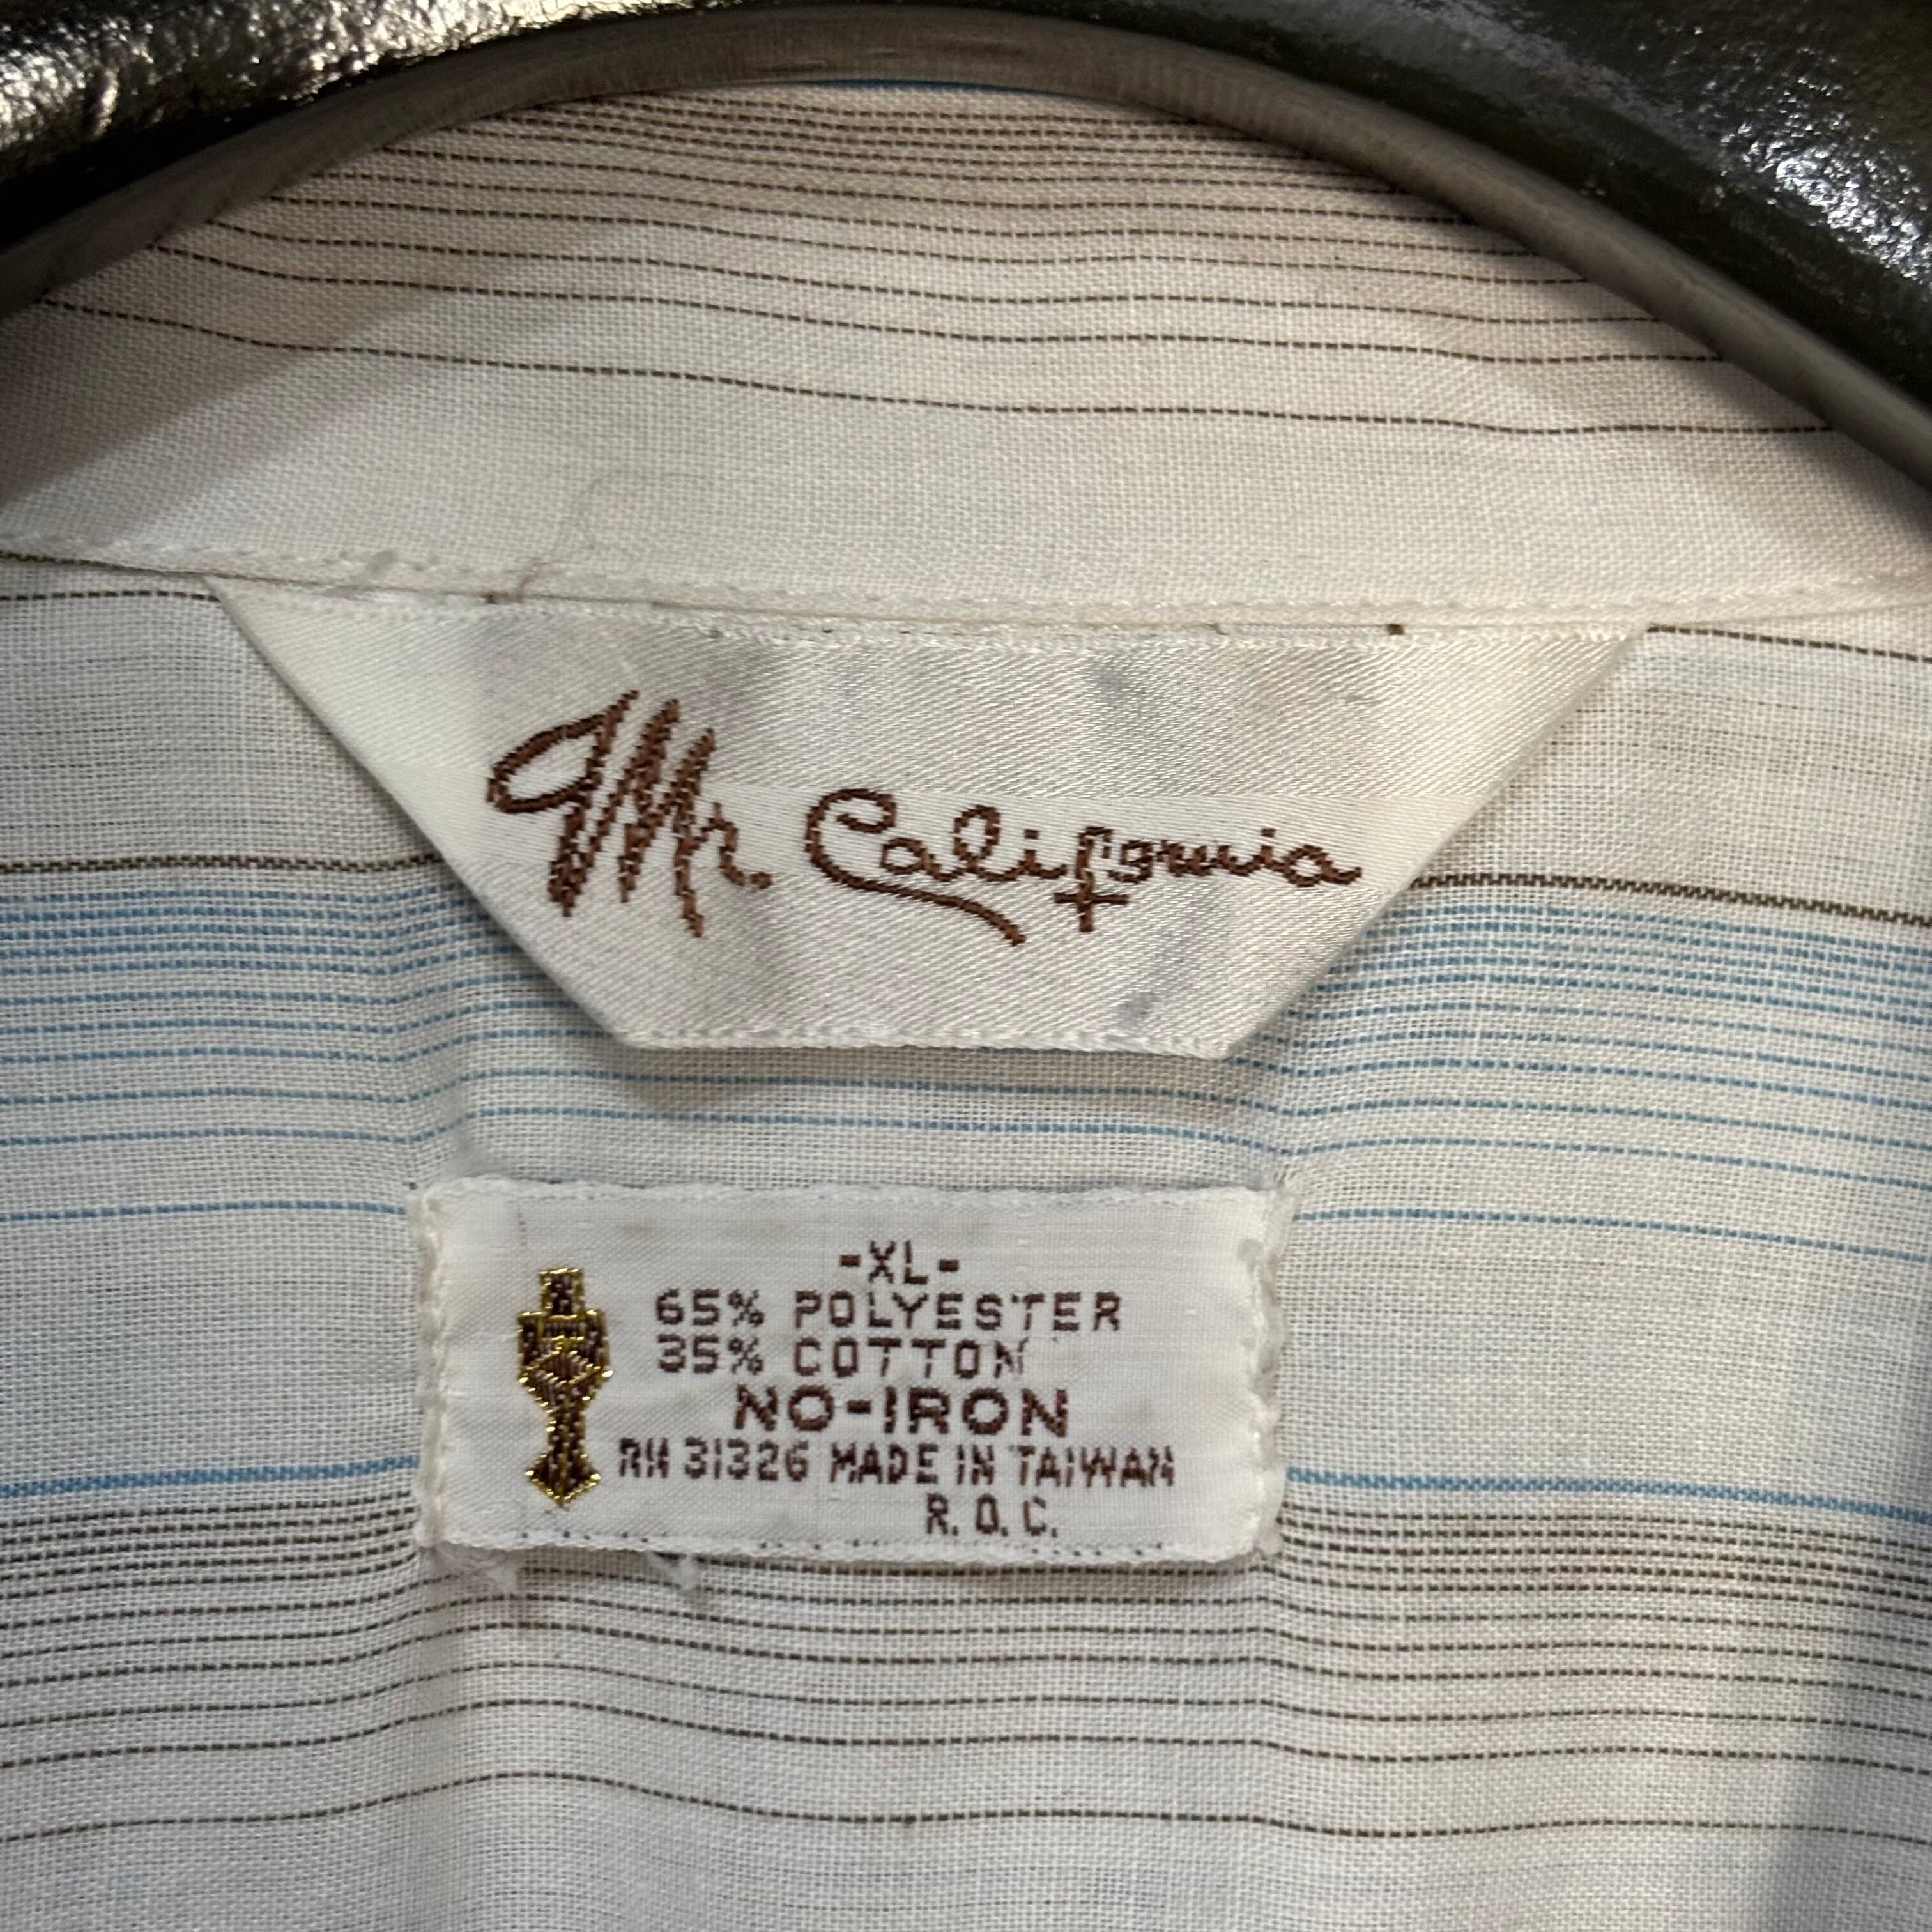 Mr. California
-XL-
65% POLYESTER
35% COTTON
NO-IRON
RN 31326 MADE IN TAIWAN
R.O.C.